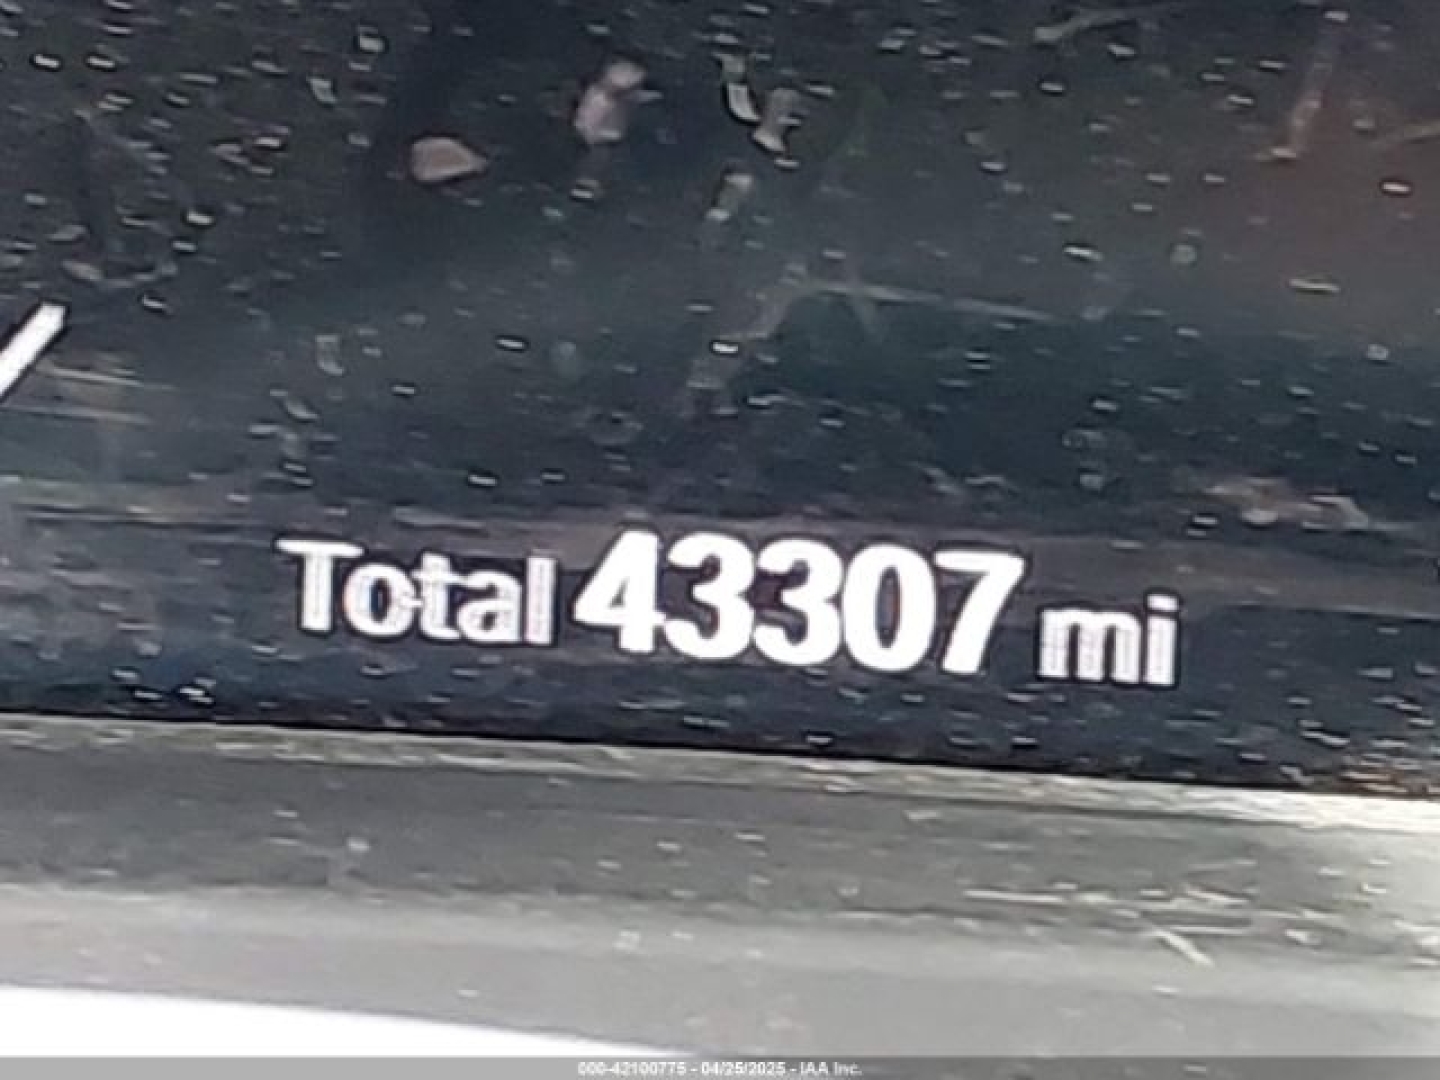 Total 43307 mi
000-42100775 - 04/25/2025 - IAA Inc.